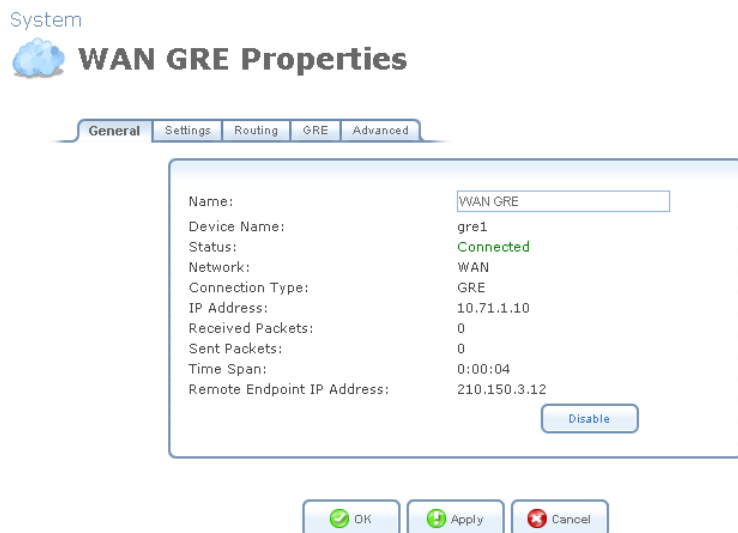 System
WAN GRE Properties
General Settings Routing GRE Advanced
Name: WAN GRE
Device Name: gre1
Status: Connected
Network: WAN
Connection Type: GRE
IP Address: 10.71.1.10
Received Packets: 0
Sent Packets: 0
Time Span: 0:00:04
Remote Endpoint IP Address: 210.150.3.12
Disable
OK Apply Cancel